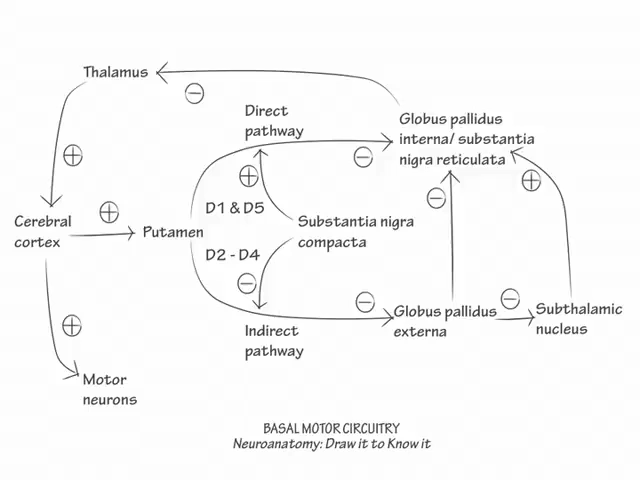 Thalamus
Direct
pathway
Globus pallidus
interna/ substantia
nigra reticulata
D1 & D5
Cerebral
cortex
Putamen
Substantia nigra
compacta
D2 - D4
Globus pallidus
externa
Subthalamic
nucleus
Indirect
pathway
Motor
neurons
BASAL MOTOR CIRCUITRY
Neuroanatomy: Draw it to Know it